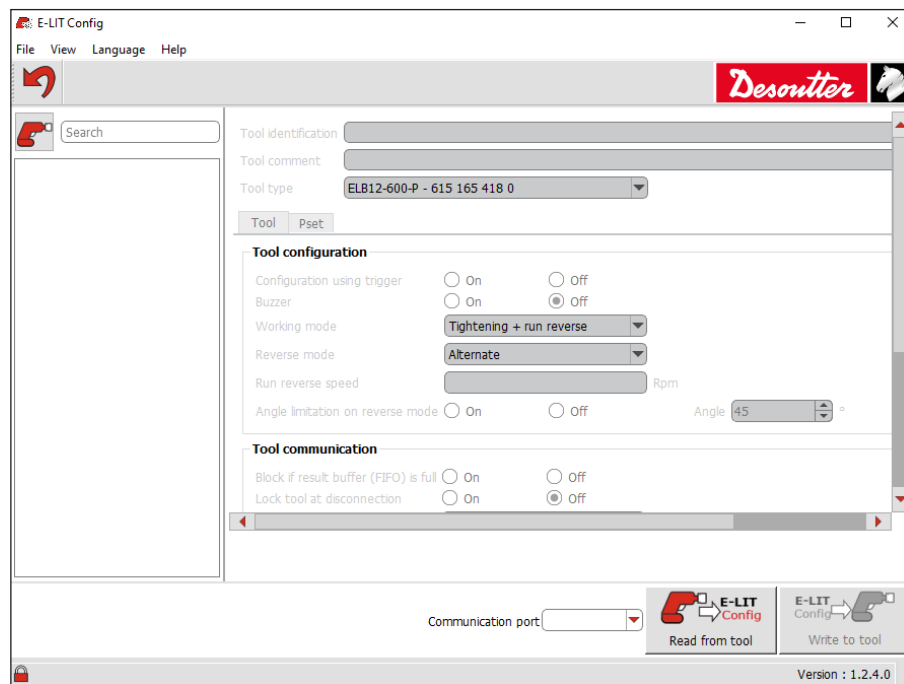 E-LIT Config
File View Language Help
Desoutter
Search
Tool identification
Tool comment
Tool type ELB12-600-P - 615 165 418 0
Tool Pset
Tool configuration
Configuration using trigger On Off
Buzzer On Off
Working mode Tightening + run reverse
Reverse mode Alternate
Run reverse speed Rpm
Angle limitation on reverse mode On Off Angle 45 °
Tool communication
Block if result buffer (FIFO) is full On Off
Lock tool at disconnection On Off
Communication port
E-LIT
Config
Read from tool
E-LIT
Config
Write to tool
Version : 1.2.4.0